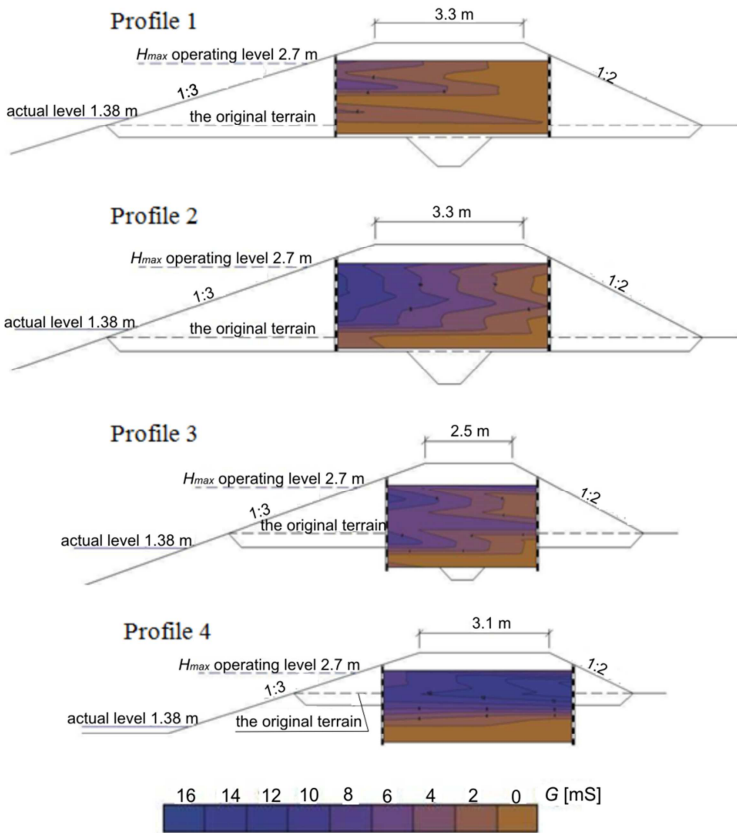 Profile 1
3.3 m
Hmax operating level 2.7 m
1:3
1:2
actual level 1.38 m
the original terrain
Profile 2
3.3 m
Hmax operating level 2.7 m
1:3
1:2
actual level 1.38 m
the original terrain
Profile 3
2.5 m
Hmax operating level 2.7 m
1:3
1:2
the original terrain
actual level 1.38 m
Profile 4
3.1 m
Hmax operating level 2.7 m
1:2
1:3
actual level 1.38 m
the original terrain
16 14 12 10 8 6 4 2 0 G [mS]